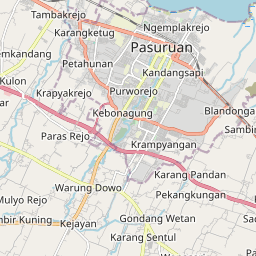 Tambakrejo
Ngemplakrejo
Karangketug
Pasuruan
Petahunan
Kandangsapi
Kulon
Krapyakrejo
Purworejo
Kebonagung
Blandonga
Paras Rejo
Krampyangan
Karang Pandan
Warung Dowo
Pekangkungan
Mulyo Rejo
Kejayan
Gondang Wetan
Karang Sentul